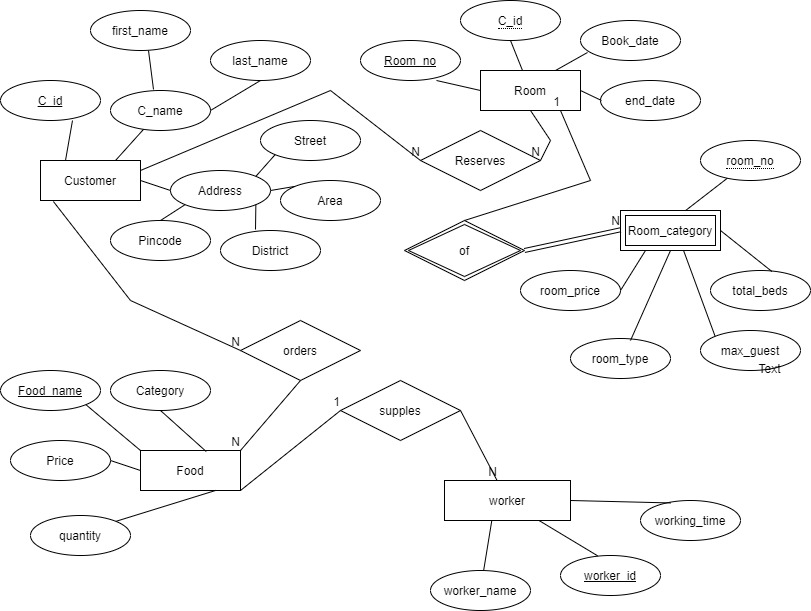 first_name
C_id
last_name
Room_no
Book_date
C_id
C_name
Room
1
end_date
Street
N
Reserves
N
room_no
Customer
Address
Area
Pincode
District
N
Room_category
of
room_price
total_beds
N
orders
room_type
max_guest
Text
Food_name
Category
1
supples
N
Price
Food
N
worker
quantity
working_time
worker_name
worker_id